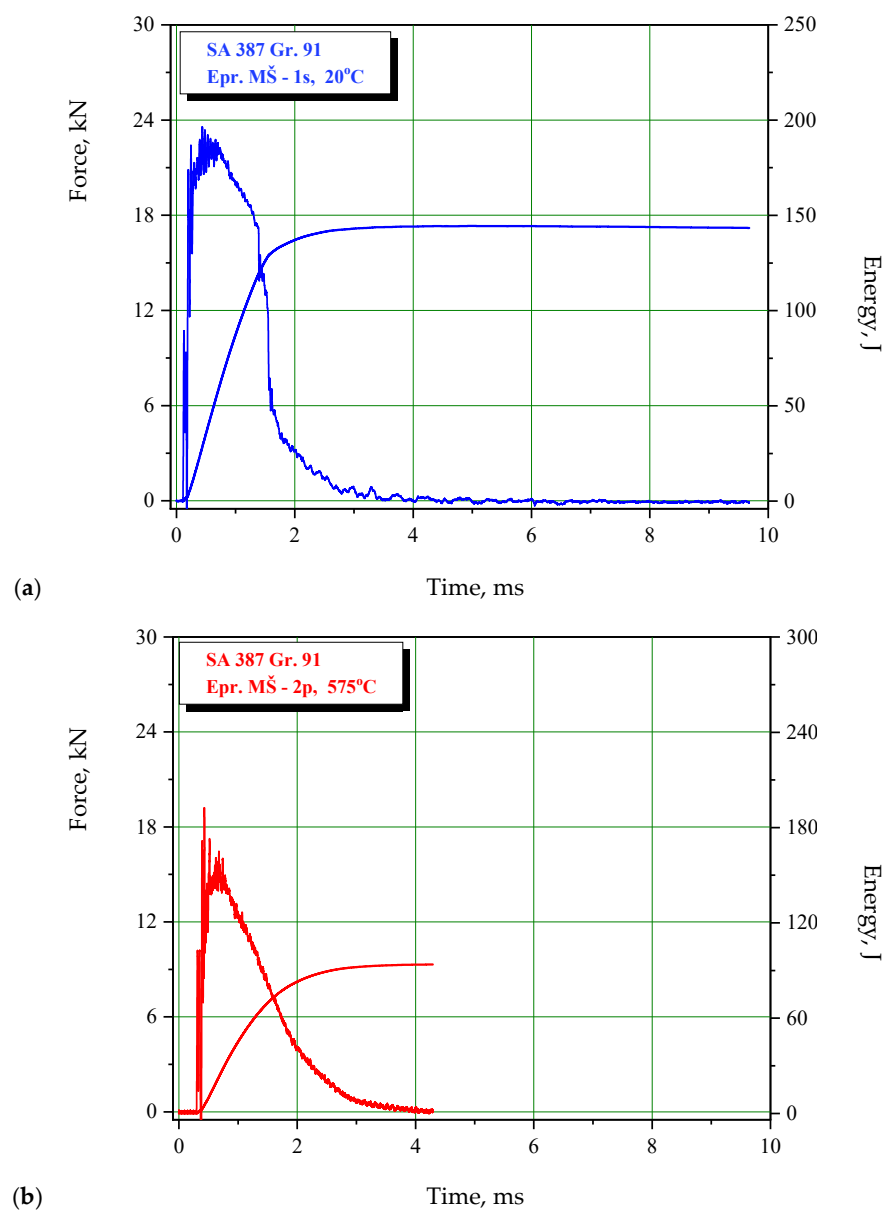 SA 387 Gr. 91
Epr. MŠ - 1s, 20°C
Force, kN
Energy, J
30
24
18
12
6
0
250
200
150
100
50
0
0 2 4 6 8 10
Time, ms
(a)
SA 387 Gr. 91
Epr. MŠ - 2p, 575°C
Force, kN
Energy, J
30
24
18
12
6
0
300
240
180
120
60
0
0 2 4 6 8 10
Time, ms
(b)